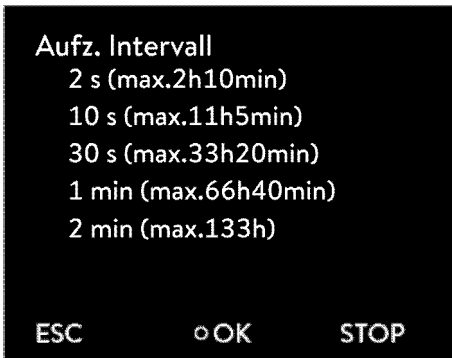 Aufz. Intervall
2 s (max.2h10min)
10 s (max.11h5min)
30 s (max.33h20min)
1 min (max.66h40min)
2 min (max.133h)
ESC OK STOP